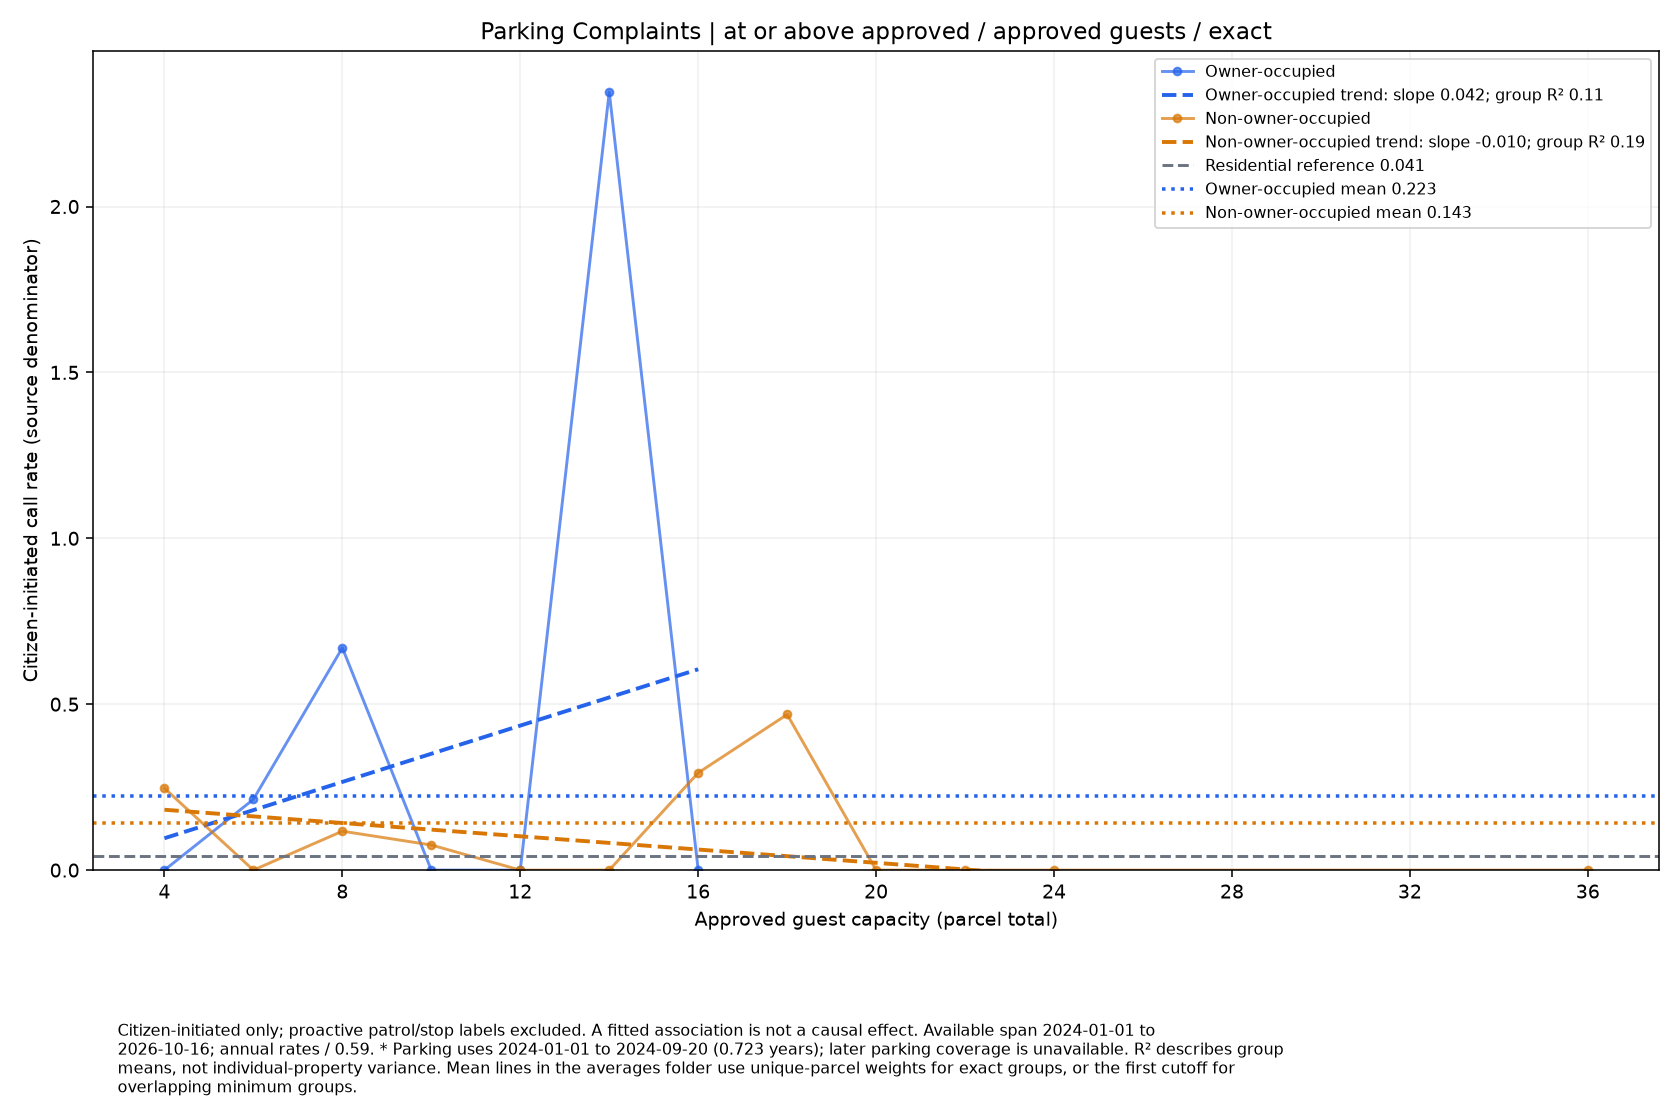 Parking Complaints | at or above approved / approved guests / exact
Owner-occupied
Owner-occupied trend: slope 0.042; group R² 0.11
Non-owner-occupied
Non-owner-occupied trend: slope -0.010; group R² 0.19
Residential reference 0.041
Owner-occupied mean 0.223
Non-owner-occupied mean 0.143
Citizen-initiated call rate (source denominator)
2.0
1.5
1.0
0.5
0.0
4 8 12 16 20 24 28 32 36
Approved guest capacity (parcel total)
Citizen-initiated only; proactive patrol/stop labels excluded. A fitted association is not a causal effect. Available span 2024-01-01 to
2026-10-16; annual rates / 0.59. * Parking uses 2024-01-01 to 2024-09-20 (0.723 years); later parking coverage is unavailable. R² describes group
means, not individual-property variance. Mean lines in the averages folder use unique-parcel weights for exact groups, or the first cutoff for
overlapping minimum groups.